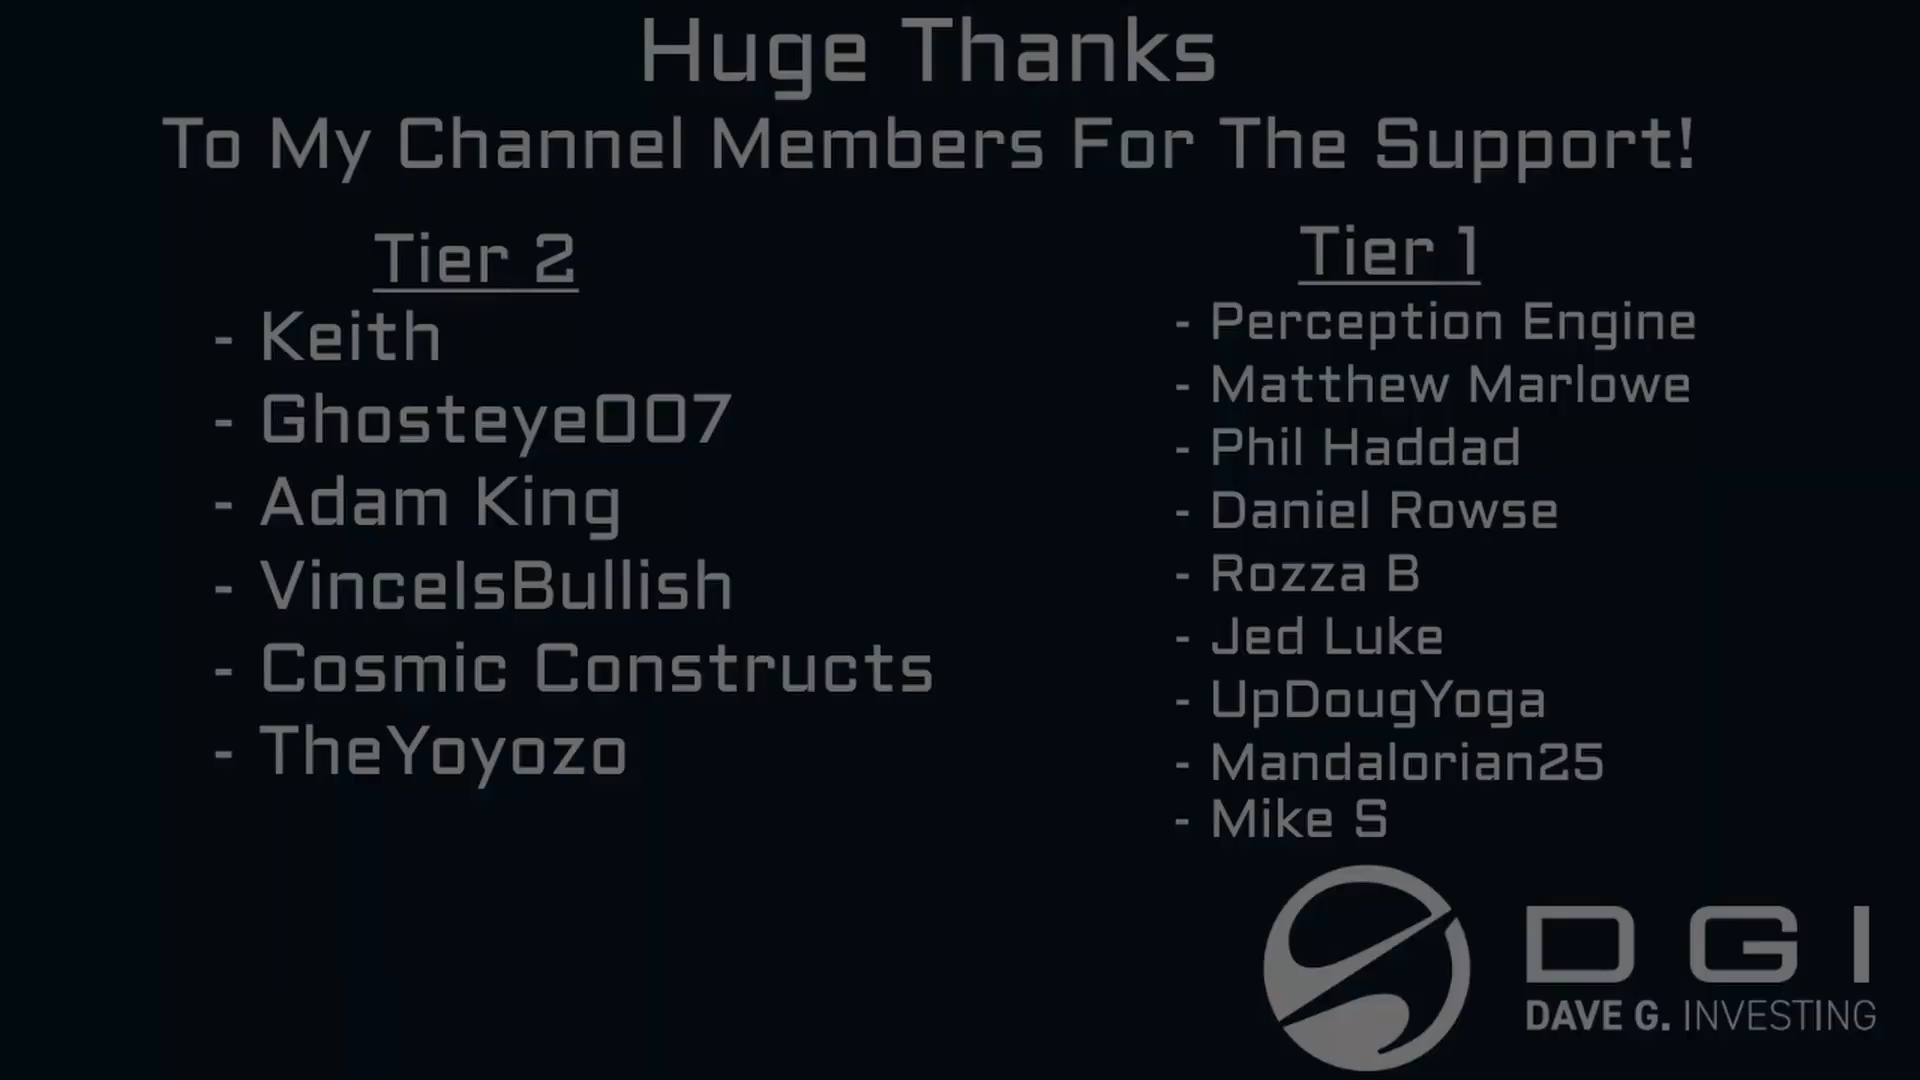 Huge Thanks
To My Channel Members For The Support!
Tier 2
- Keith
- Ghosteye007
- Adam King
- VinceIsBullish
- Cosmic Constructs
- TheYoyozo
Tier 1
- Perception Engine
- Matthew Marlowe
- Phil Haddad
- Daniel Rowse
- Rozza B
- Jed Luke
- UpDougYoga
- Mandalorian25
- Mike S
DGI
DAVE G. INVESTING